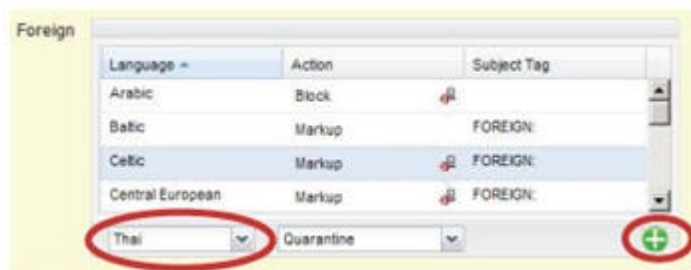 Foreign
Language Action Subject Tag
Arabic Block
Baltic Markup FOREIGN:
Celtic Markup FOREIGN:
Central European Markup FOREIGN:
Thai Quarantine